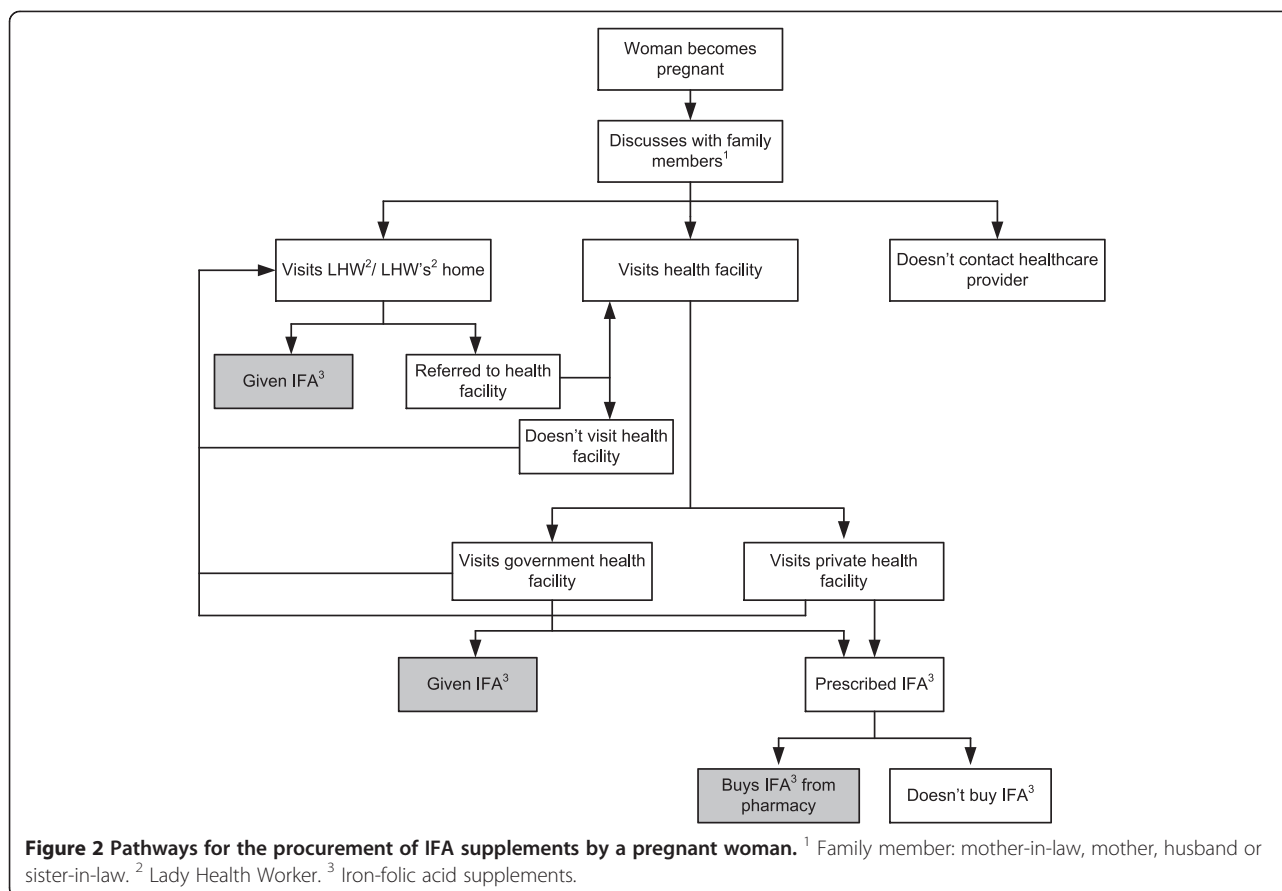 Woman becomes
pregnant
Discusses with family
members¹
Visits LHW²/ LHW's² home
Visits health facility
Doesn't contact healthcare
provider
Given IFA³
Referred to health
facility
Doesn't visit health
facility
Visits government health
facility
Visits private health
facility
Given IFA³
Prescribed IFA³
Buys IFA³ from
pharmacy
Doesn't buy IFA³
Figure 2 Pathways for the procurement of IFA supplements by a pregnant woman. ¹ Family member: mother-in-law, mother, husband or
sister-in-law. ² Lady Health Worker. ³ Iron-folic acid supplements.